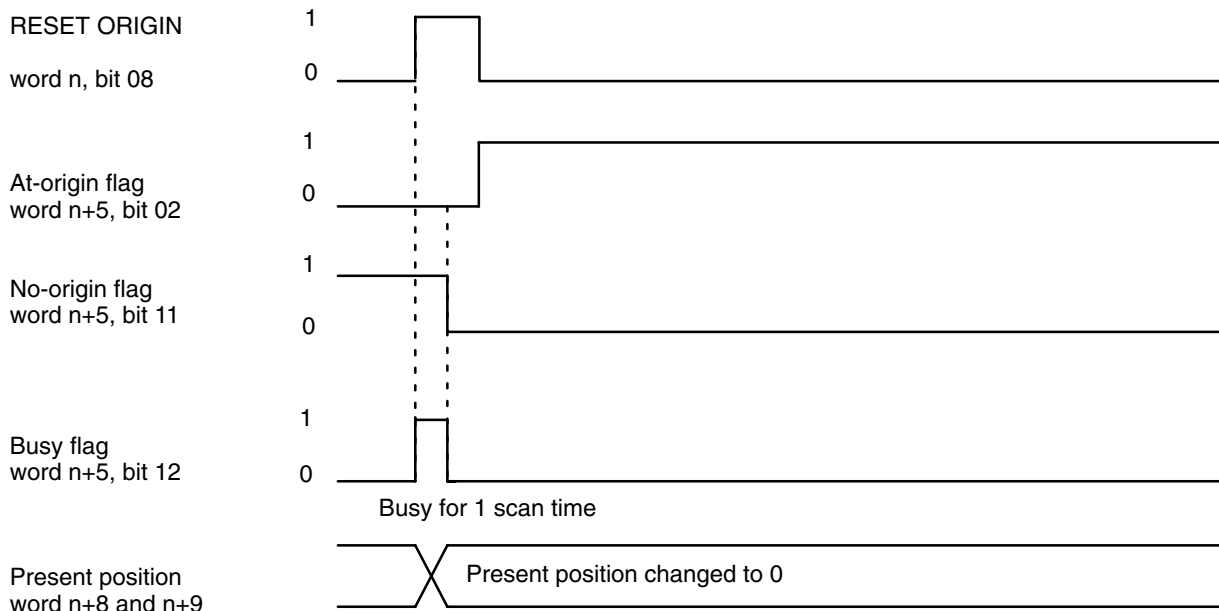 RESET ORIGIN
1
word n, bit 08
0
1
At-origin flag
0
word n+5, bit 02
1
No-origin flag
word n+5, bit 11
0
1
Busy flag
word n+5, bit 12
0
Busy for 1 scan time
Present position
Present position changed to 0
word n+8 and n+9